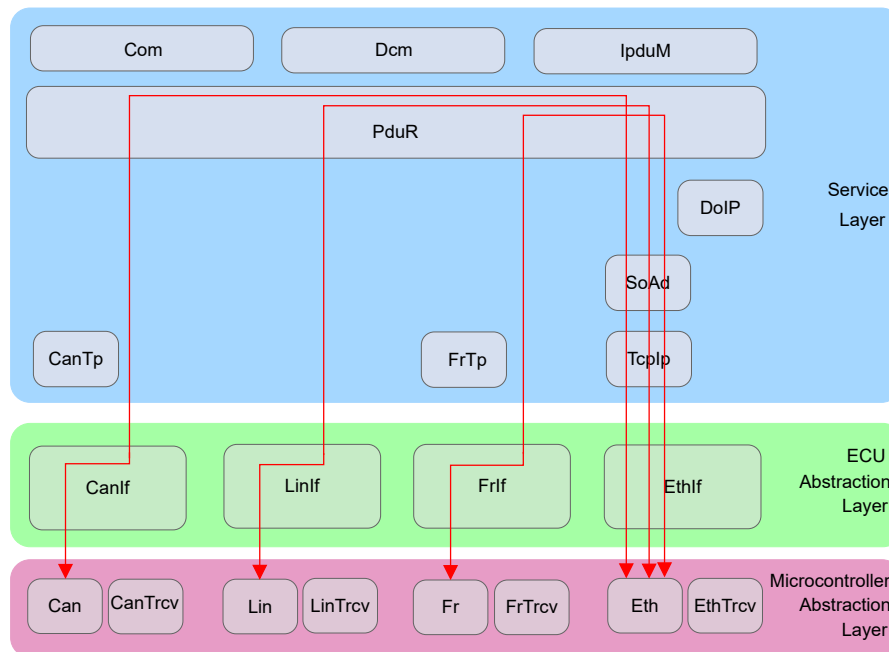 Com
Dcm
IpduM
PduR
DoIP
Service
Layer
SoAd
CanTp
FrTp
TcpIp
ECU
Abstraction
Layer
CanIf
LinIf
FrIf
EthIf
Microcontroller
Abstraction
Layer
Can
CanTrcv
Lin
LinTrcv
Fr
FrTrcv
Eth
EthTrcv